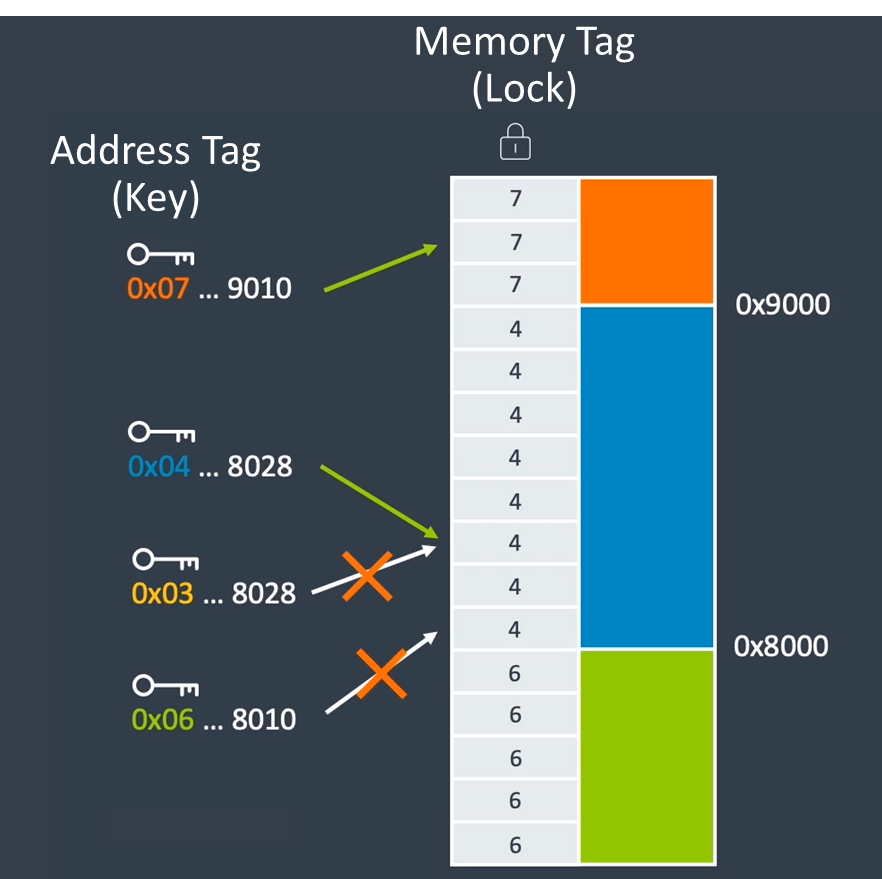 Memory Tag
(Lock)
Address Tag
(Key)
0x07 ... 9010
0x04 ... 8028
0x03 ... 8028
0x06 ... 8010
7
7
7
4
4
4
4
4
4
4
4
6
6
6
6
6
0x9000
0x8000